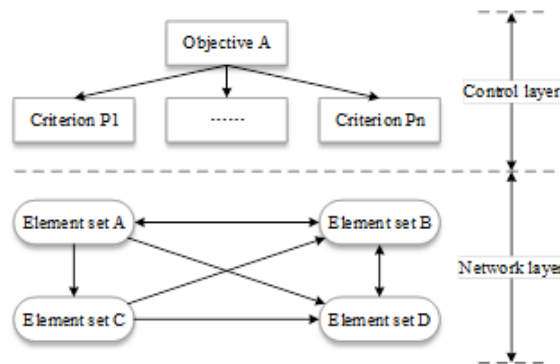 Objective A
Control layer
Criterion P1
------
Criterion Pn
Element set A
Element set B
Network layer
Element set C
Element set D